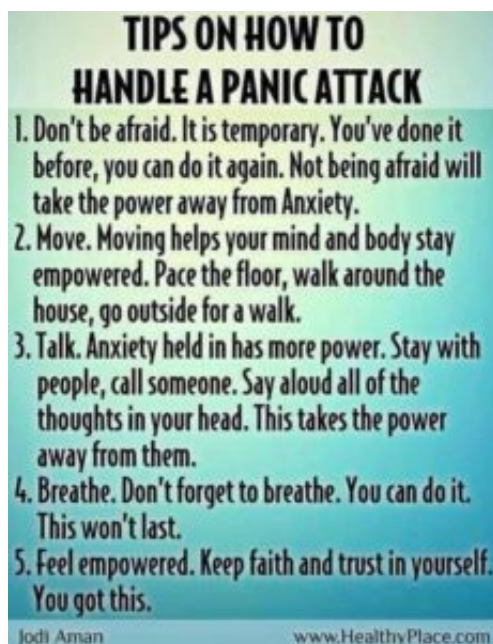 TIPS ON HOW TO
HANDLE A PANIC ATTACK
1. Don't be afraid. It is temporary. You've done it
before, you can do it again. Not being afraid will
take the power away from Anxiety.
2. Move. Moving helps your mind and body stay
empowered. Pace the floor, walk around the
house, go outside for a walk.
3. Talk. Anxiety held in has more power. Stay with
people, call someone. Say aloud all of the
thoughts in your head. This takes the power
away from them.
4. Breathe. Don't forget to breathe. You can do it.
This won't last.
5. Feel empowered. Keep faith and trust in yourself.
You got this.
Jodi Aman www.HealthyPlace.com